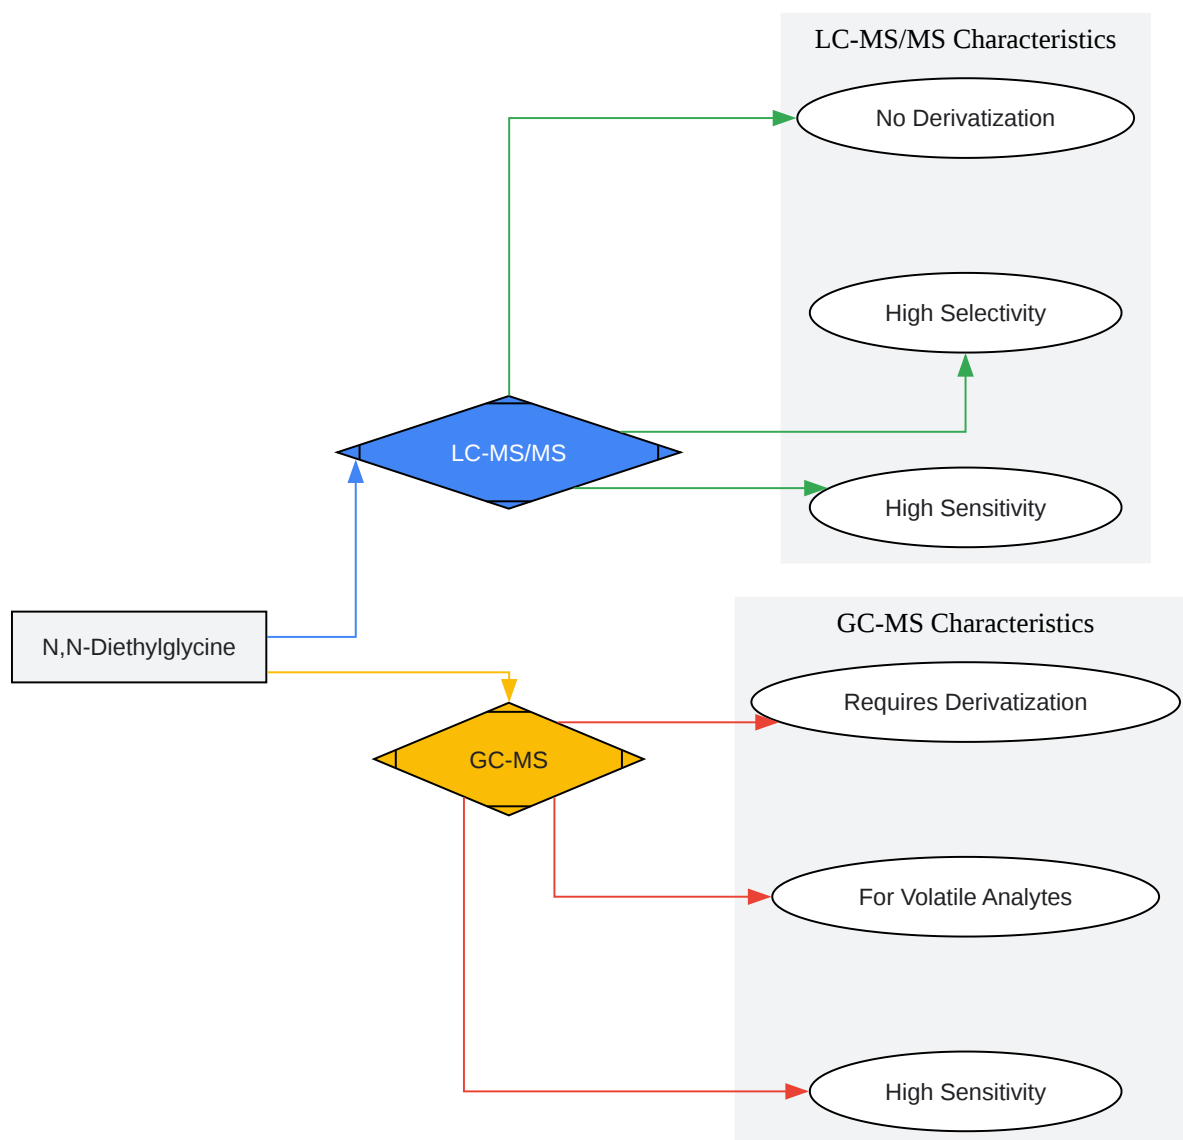 LC-MS/MS Characteristics
No Derivatization
High Selectivity
LC-MS/MS
High Sensitivity
N,N-Diethylglycine
GC-MS Characteristics
Requires Derivatization
GC-MS
For Volatile Analytes
High Sensitivity